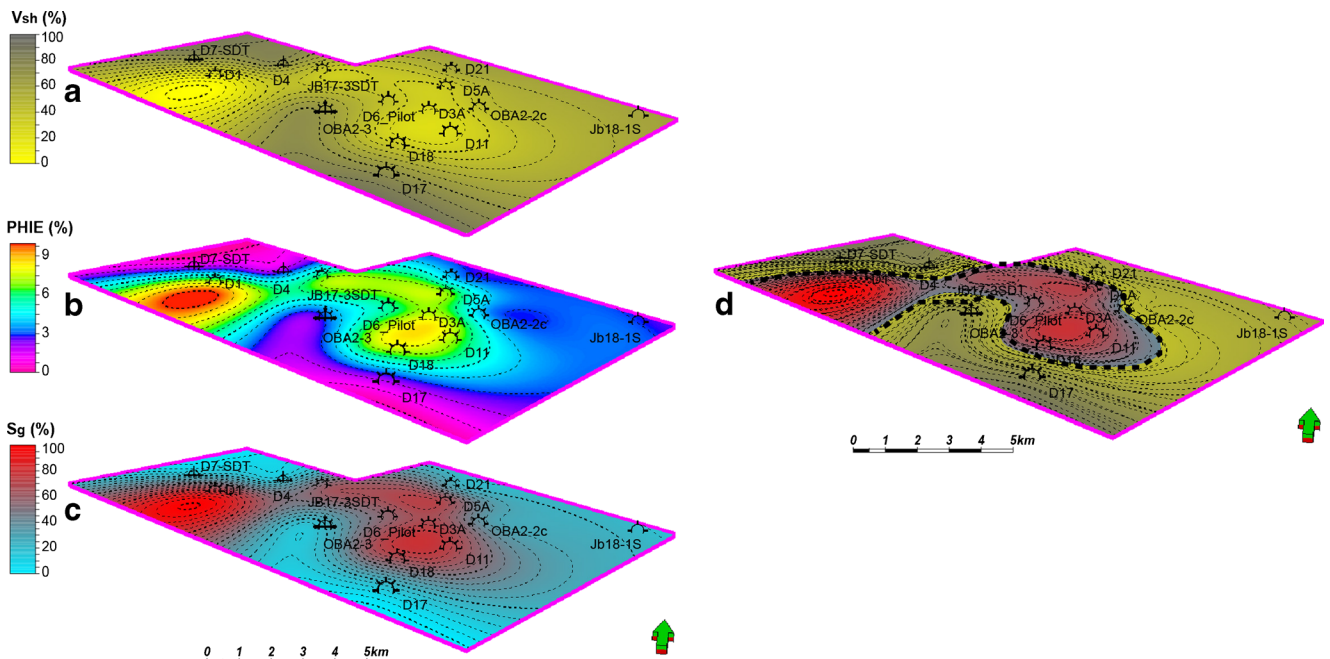 Vsh (%)
100
80
60
40
20
0
a
D7-SDT
D1
D4
JB17-3SDT
D21
D5A
D6_Pilot
D3A
OBA2-2c
OBA2-3
D18
D11
Jb18-1S
D17
PHIE (%)
9
6
3
0
b
D7-SDT
D1
D4
JB17-3SDT
D21
D5A
D6_Pilot
D3A
OBA2-2c
OBA2-3
D18
D11
Jb18-1S
D17
Sg (%)
100
80
60
40
20
0
c
D7-SDT
D1
D4
JB17-3SDT
D21
D5A
D6_Pilot
D3A
OBA2-2c
OBA2-3
D18
D11
Jb18-1S
D17
0 1 2 3 4 5km
d
D7-SDT
D1
D4
JB17-3SDT
D21
D5A
D6_Pilot
D3A
OBA2-2c
D18
D11
Jb18-1S
D17
0 1 2 3 4 5km